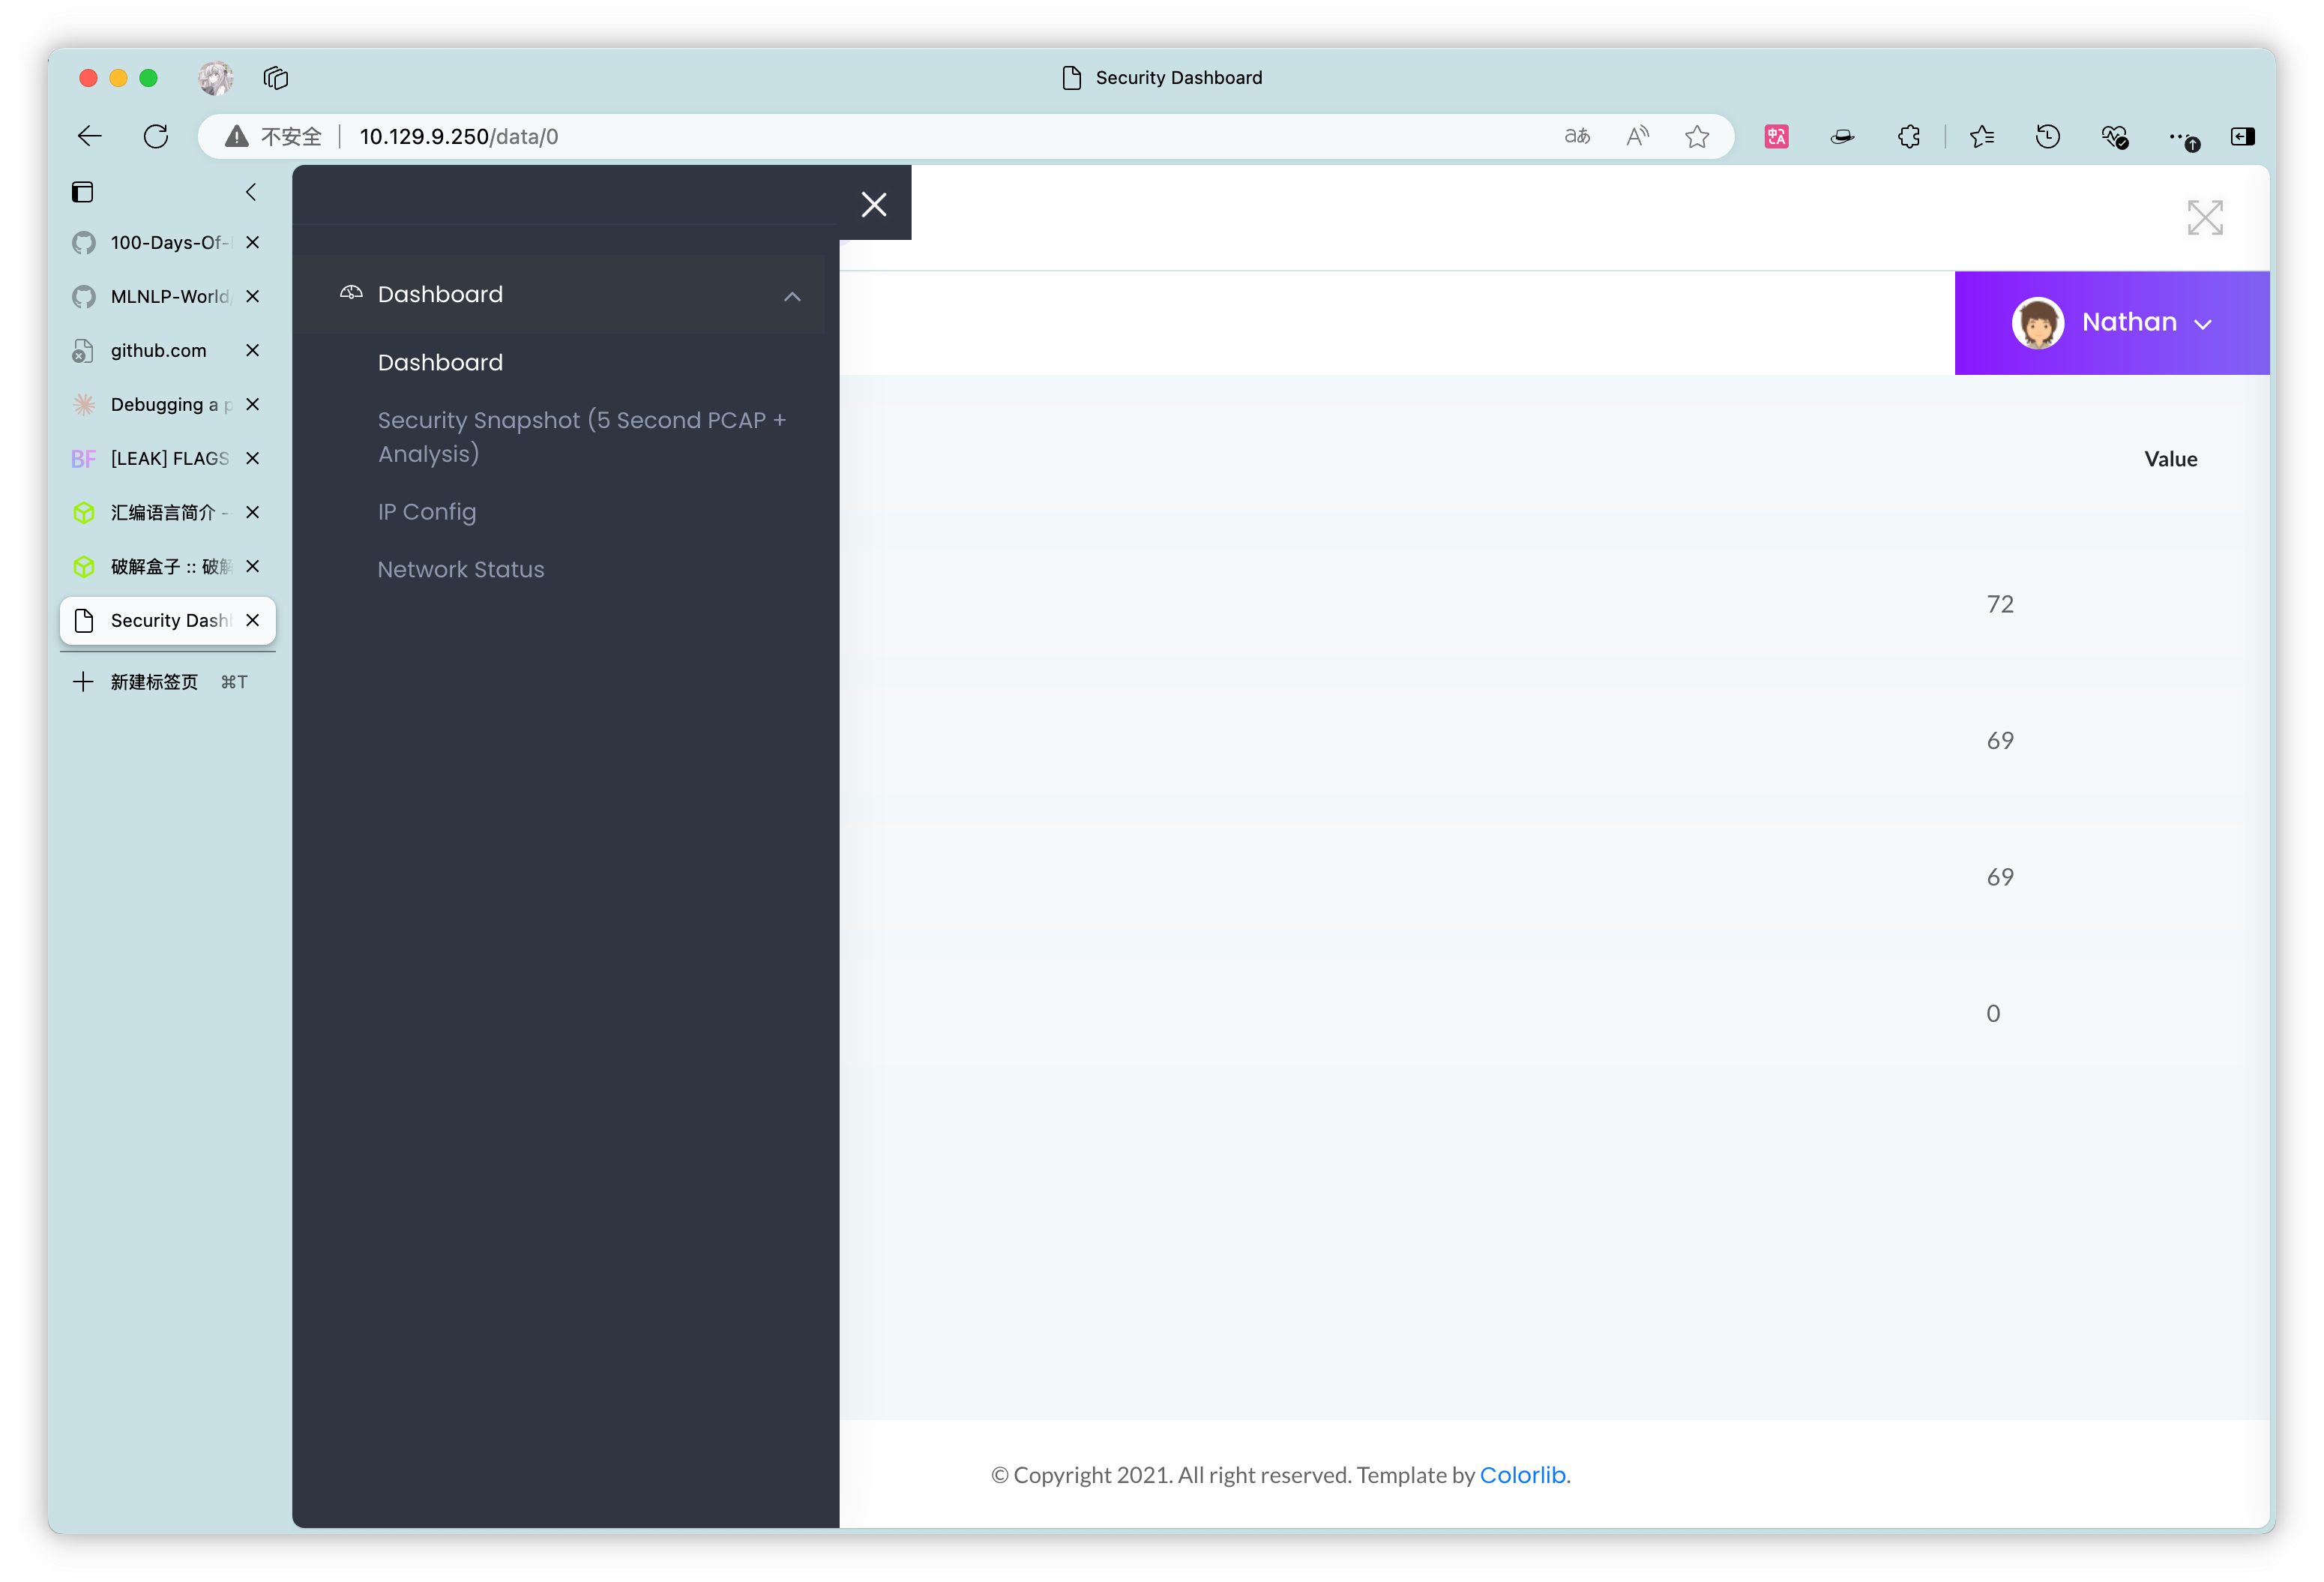 Security Dashboard
不安全
10.129.9.250/data/0
aあ
100-Days-Of-
MLNLP-World/
github.com
Debugging a p
BF [LEAK] FLAGS
汇编语言简介 -
破解盒子 :: 破解
Security Dash
新建标签页 ⌘T
Dashboard
Dashboard
Security Snapshot (5 Second PCAP +
Analysis)
IP Config
Network Status
Nathan
Value
72
69
69
0
© Copyright 2021. All right reserved. Template by Colorlib.